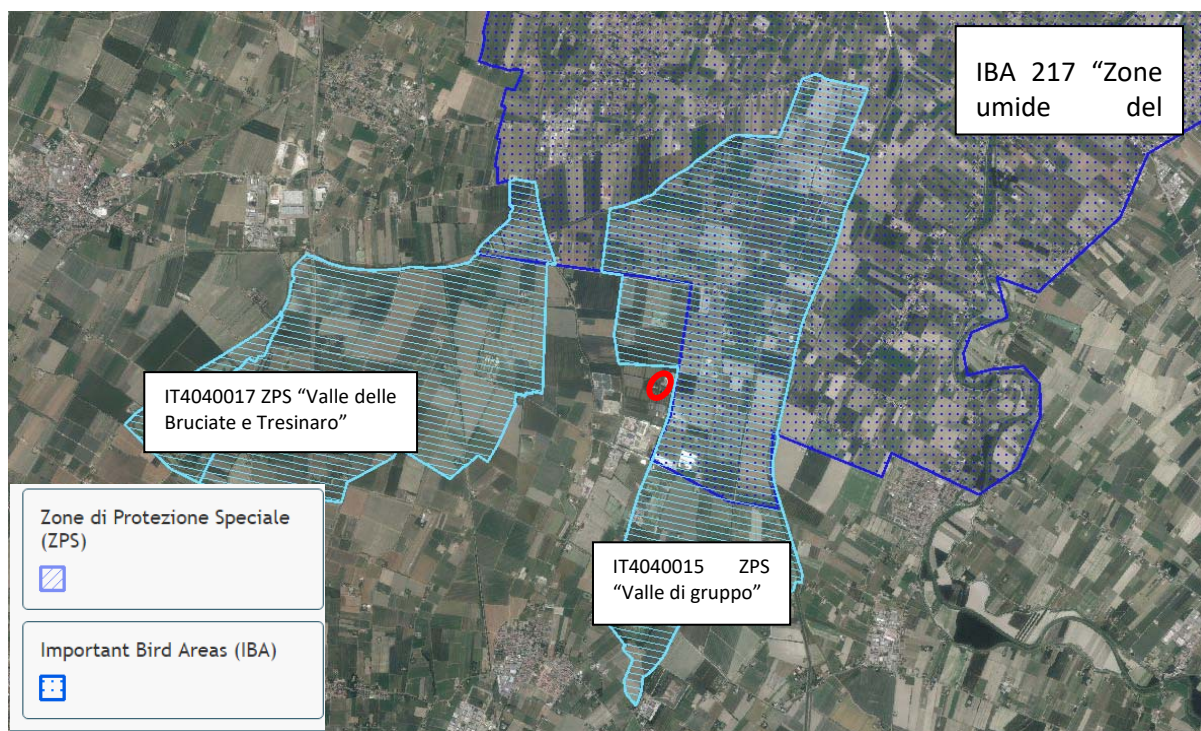 IBA 217 “Zone
umide del
IT4040017 ZPS “Valle delle
Bruciate e Tresinaro”
IT4040015 ZPS
“Valle di gruppo”
Zone di Protezione Speciale
(ZPS)
Important Bird Areas (IBA)